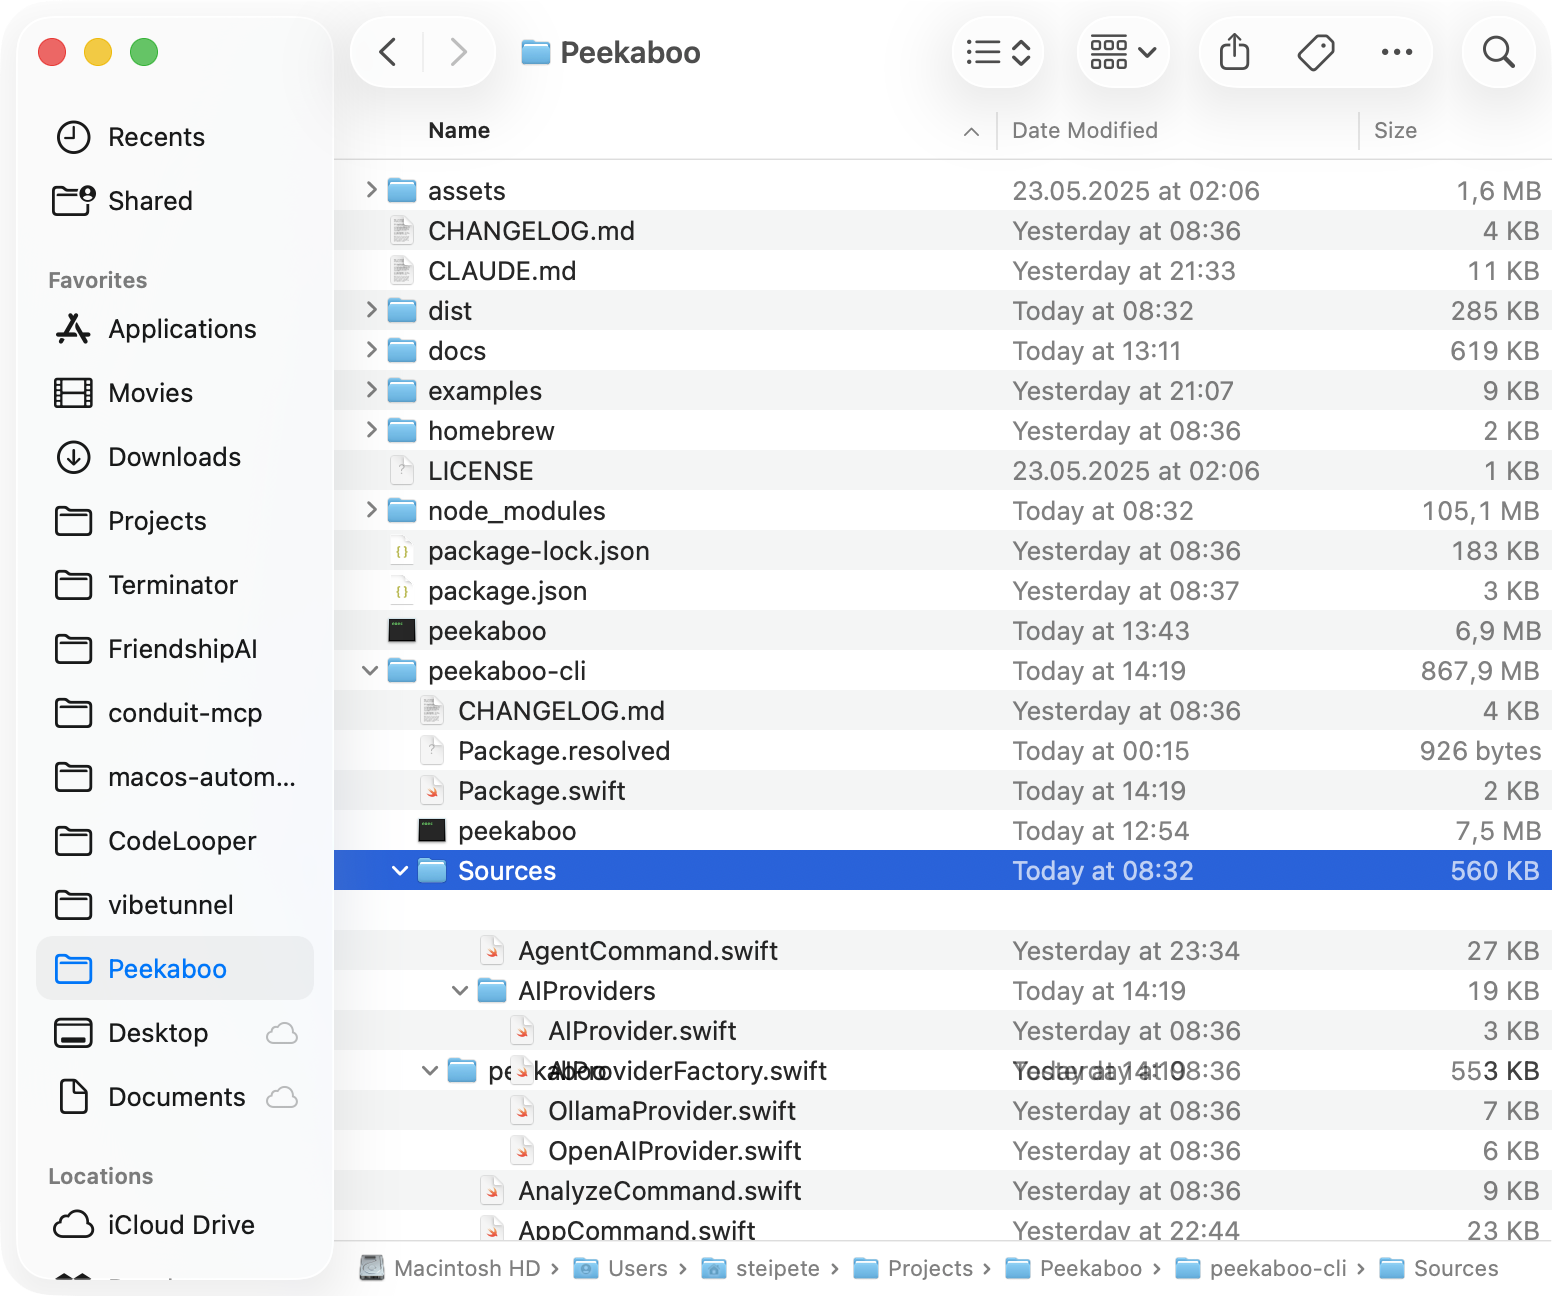 Peekaboo
Recents
Shared
Favorites
Applications
Movies
Downloads
Projects
Terminator
FriendshipAI
conduit-mcp
macos-autom...
CodeLooper
vibetunnel
Peekaboo
Desktop
Documents
Locations
iCloud Drive
Name Date Modified Size
assets 23.05.2025 at 02:06 1,6 MB
CHANGELOG.md Yesterday at 08:36 4 KB
CLAUDE.md Yesterday at 21:33 11 KB
dist Today at 08:32 285 KB
docs Today at 13:11 619 KB
examples Yesterday at 21:07 9 KB
homebrew Yesterday at 08:36 2 KB
LICENSE 23.05.2025 at 02:06 1 KB
node_modules Today at 08:32 105,1 MB
package-lock.json Yesterday at 08:36 183 KB
package.json Yesterday at 08:37 3 KB
peekaboo Today at 13:43 6,9 MB
peekaboo-cli Today at 14:19 867,9 MB
CHANGELOG.md Yesterday at 08:36 4 KB
Package.resolved Today at 00:15 926 bytes
Package.swift Today at 14:19 2 KB
peekaboo Today at 12:54 7,5 MB
Sources Today at 08:32 560 KB
AgentCommand.swift Yesterday at 23:34 27 KB
AIProviders Today at 14:19 19 KB
AIProvider.swift Yesterday at 08:36 3 KB
peekaboo Today at 14:19 553 KB
AIProviderFactory.swift Yesterday at 08:36 3 KB
OllamaProvider.swift Yesterday at 08:36 7 KB
OpenAIProvider.swift Yesterday at 08:36 6 KB
AnalyzeCommand.swift Yesterday at 08:36 9 KB
AppCommand.swift Yesterday at 22:44 23 KB
Macintosh HD › Users › steipete › Projects › Peekaboo › peekaboo-cli › Sources